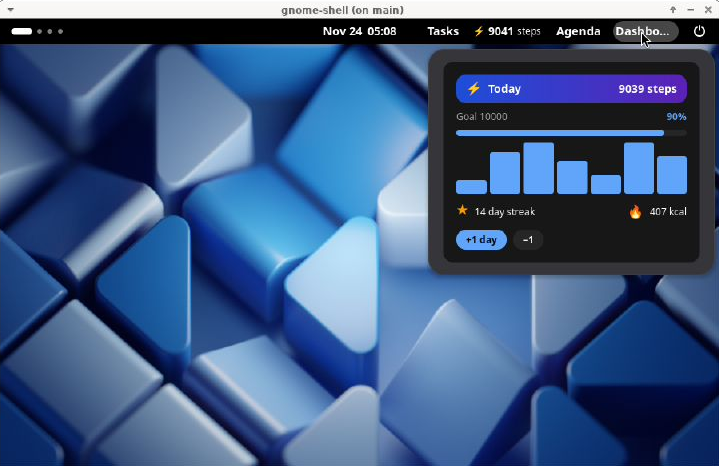 gnome-shell (on main)
Nov 24 05:08 Tasks ⚡ 9041 steps Agenda Dashbo...
⚡ Today 9039 steps
Goal 10000 90%
14 day streak 407 kcal
+1 day −1